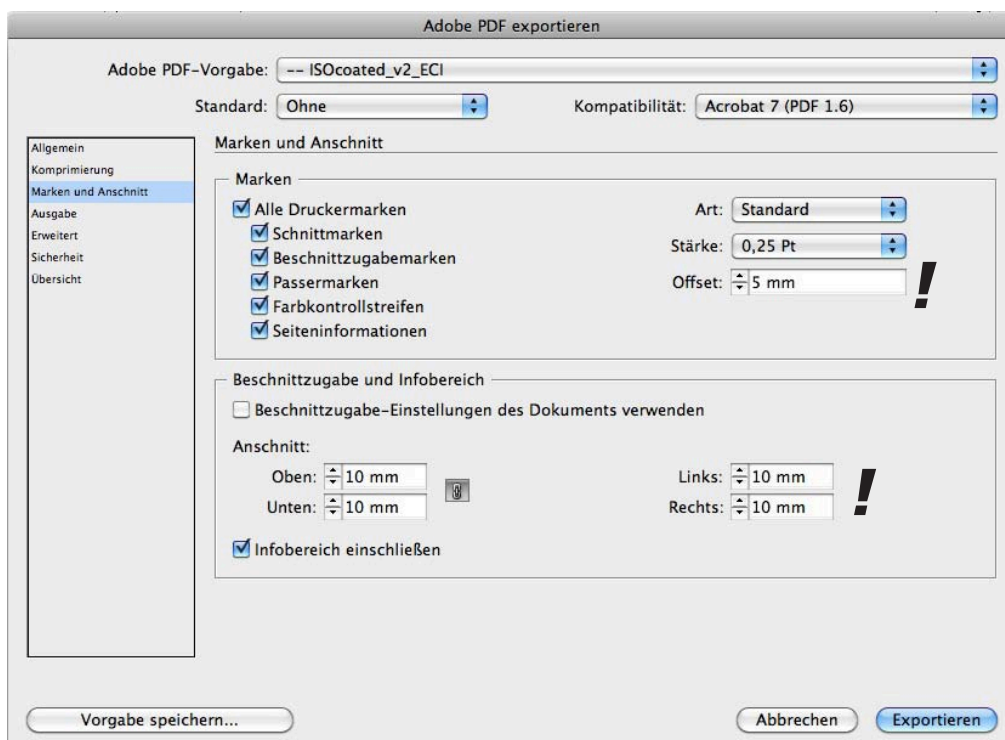 Adobe PDF exportieren
Adobe PDF-Vorgabe: -- ISOcoated_v2_ECI
Standard: Ohne Kompatibilität: Acrobat 7 (PDF 1.6)
Allgemein
Komprimierung
Marken und Anschnitt
Ausgabe
Erweitert
Sicherheit
Übersicht
Marken und Anschnitt
Marken
Alle Druckermarken
Schnittmarken
Beschnittzugabemarken
Passermarken
Farbkontrollstreifen
Seiteninformationen
Art: Standard
Stärke: 0,25 Pt
Offset: 5 mm !
Beschnittzugabe und Infobereich
Beschnittzugabe-Einstellungen des Dokuments verwenden
Anschnitt:
Oben: 10 mm Links: 10 mm
Unten: 10 mm Rechts: 10 mm !
Infobereich einschließen
Vorgabe speichern... Abbrechen Exportieren